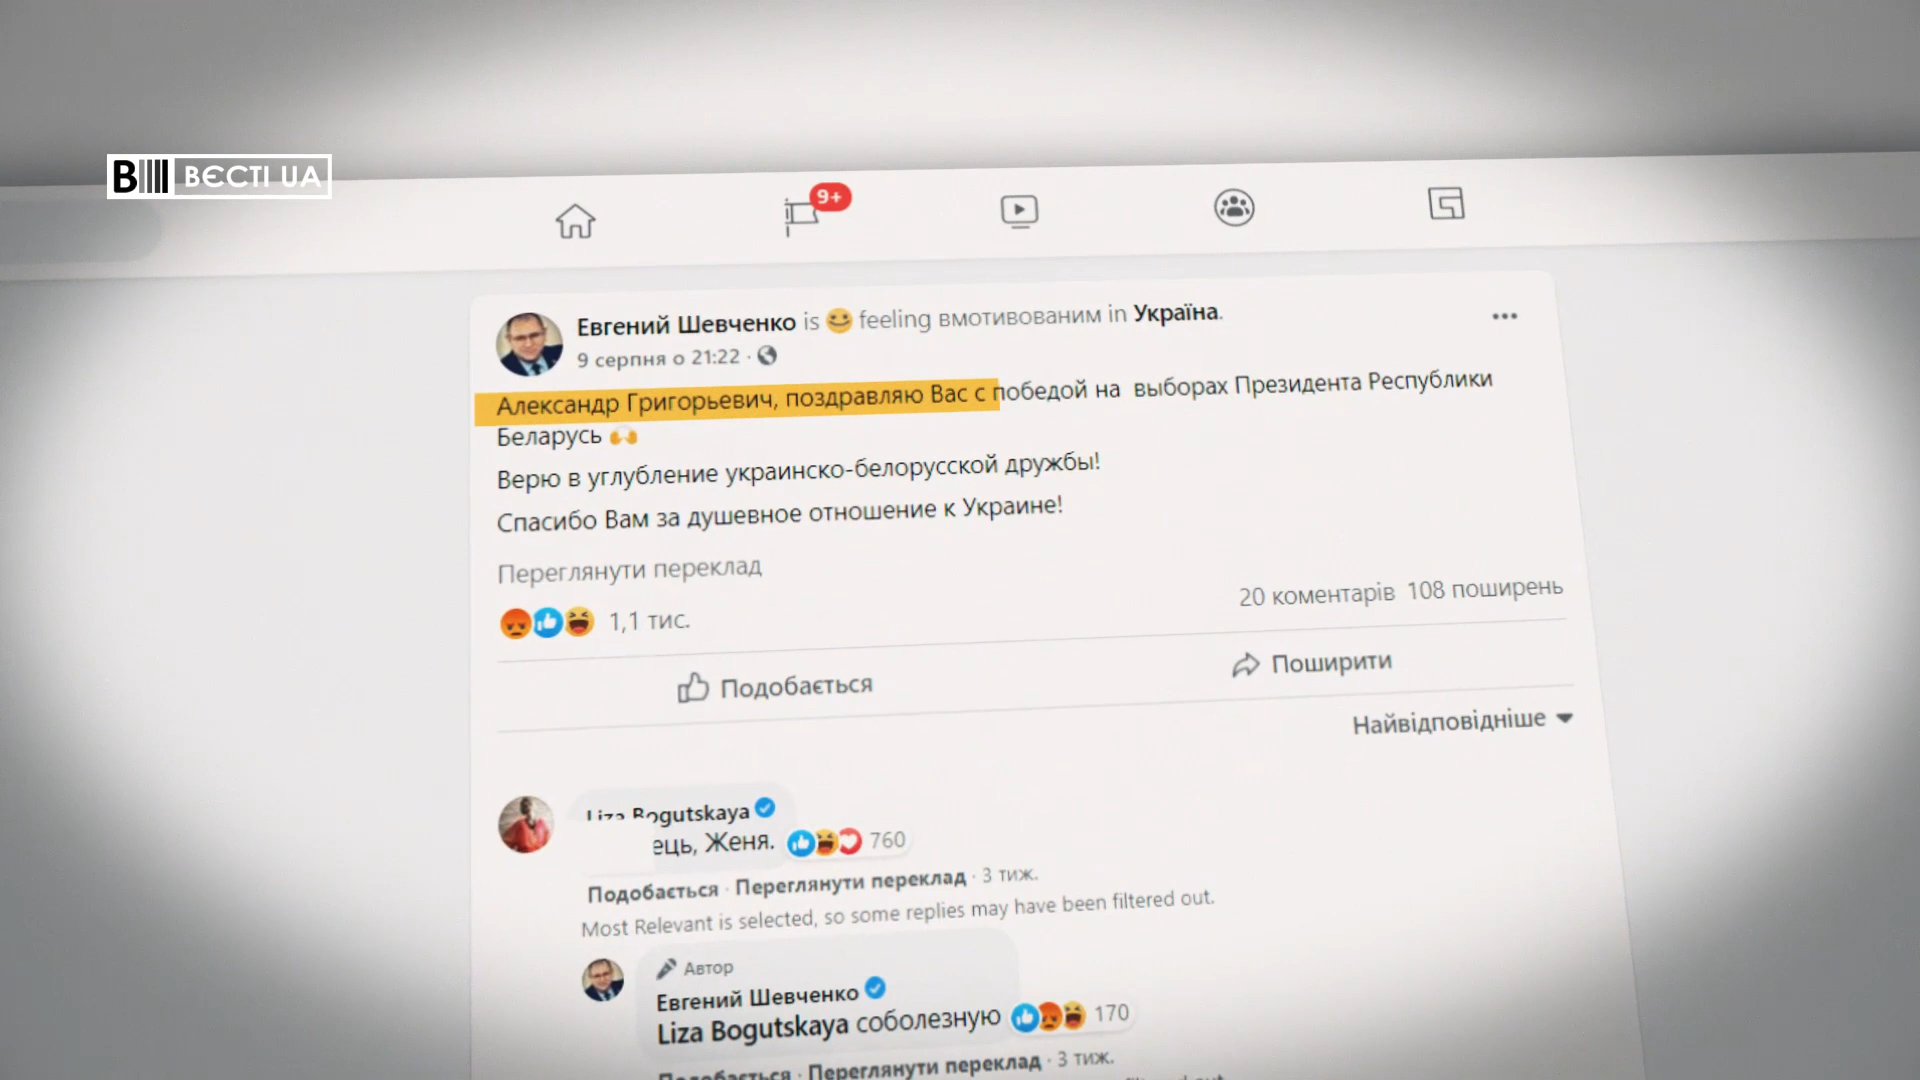 ВЄСТІ UA
9+
Евгений Шевченко is feeling вмотивованим in Україна.
9 серпня о 21:22 ·
Александр Григорьевич, поздравляю Вас с победой на выборах Президента Республики
Беларусь
Верю в углубление украинско-белорусской дружбы!
Спасибо Вам за душевное отношение к Украине!
Переглянути переклад
1,1 тис.
20 коментарів 108 поширень
Подобається
Поширити
Найвідповідніше
Liza Bogutskaya
Женя.
760
Подобається · Переглянути переклад · 3 тиж.
Most Relevant is selected, so some replies may have been filtered out.
Автор
Евгений Шевченко
Liza Bogutskaya соболезную
170
Подобається · Переглянути переклад · 3 тиж.